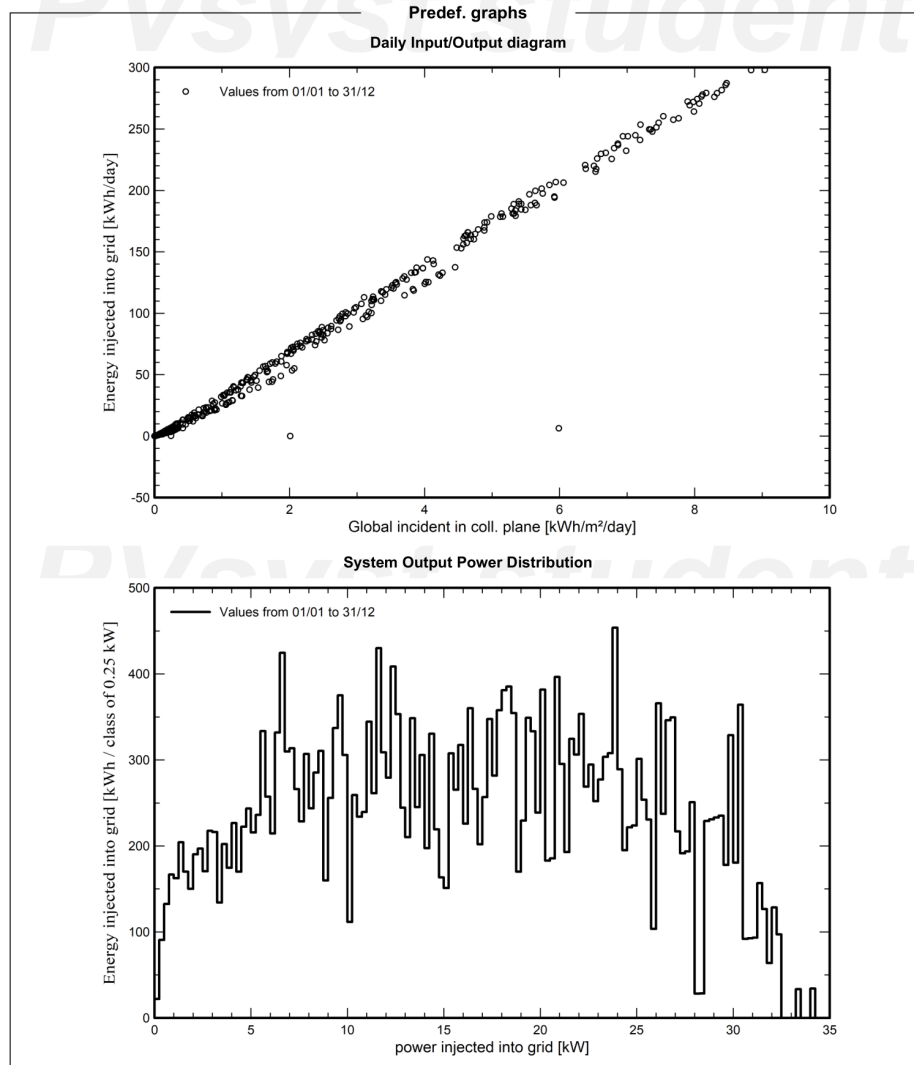 Predef. graphs
PVsyst student
Daily Input/Output diagram
300
Values from 01/01 to 31/12
250
200
150
100
50
0
-50
Energy injected into grid [kWh/day]
0 2 4 6 8 10
Global incident in coll. plane [kWh/m²/day]
PVsyst student
System Output Power Distribution
500
Values from 01/01 to 31/12
400
300
200
100
0
Energy injected into grid [kWh / class of 0.25 kW]
0 5 10 15 20 25 30 35
power injected into grid [kW]